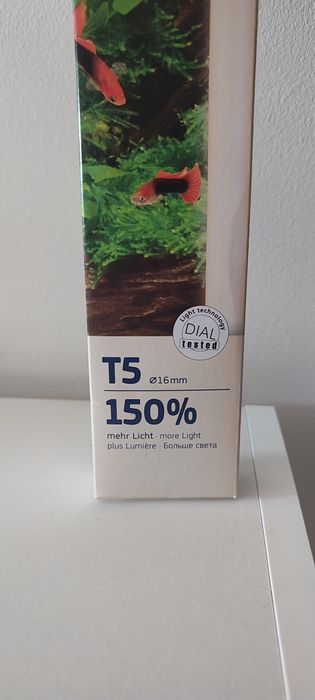 Light technology
DIAL
tested
T5 Ø16mm
150%
mehr Licht · more Light
plus Lumière · Больше света